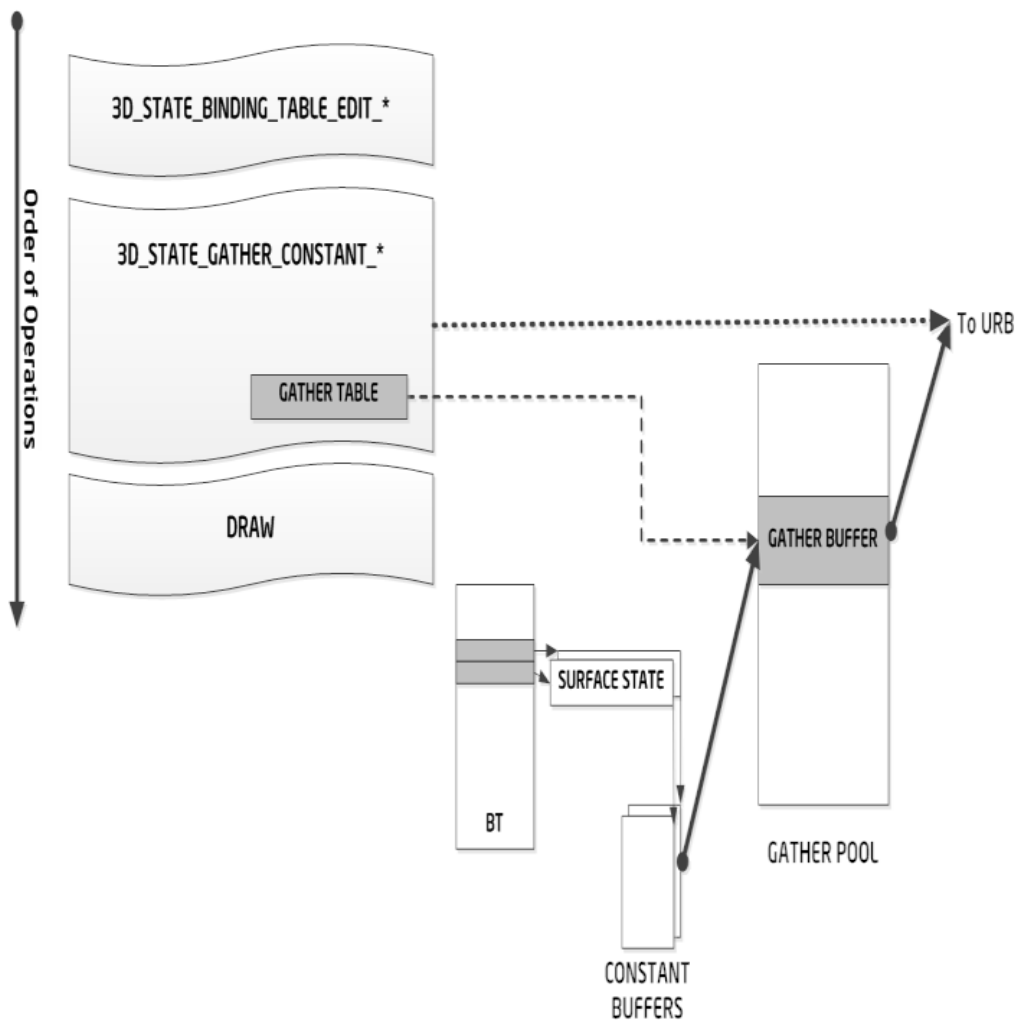 3D_STATE_BINDING_TABLE_EDIT_*
Order of Operations
3D_STATE_GATHER_CONSTANT_*
To URB
GATHER TABLE
DRAW
GATHER BUFFER
SURFACE STATE
BT
GATHER POOL
CONSTANT
BUFFERS